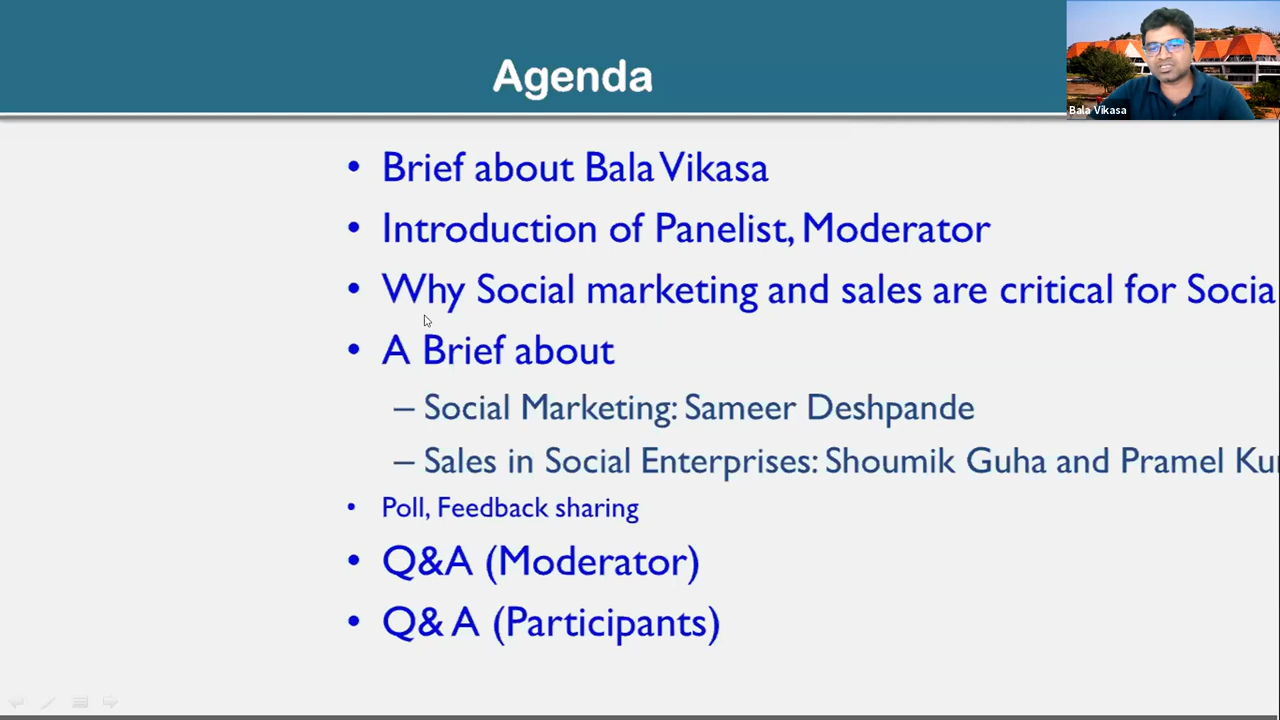 Agenda
Bala Vikasa
• Brief about Bala Vikasa
• Introduction of Panelist, Moderator
• Why Social marketing and sales are critical for
• A Brief about
– Social Marketing: Sameer Deshpande
– Sales in Social Enterprises: Shoumik Guha and Pramel
• Poll, Feedback sharing
• Q&A (Moderator)
• Q& A (Participants)